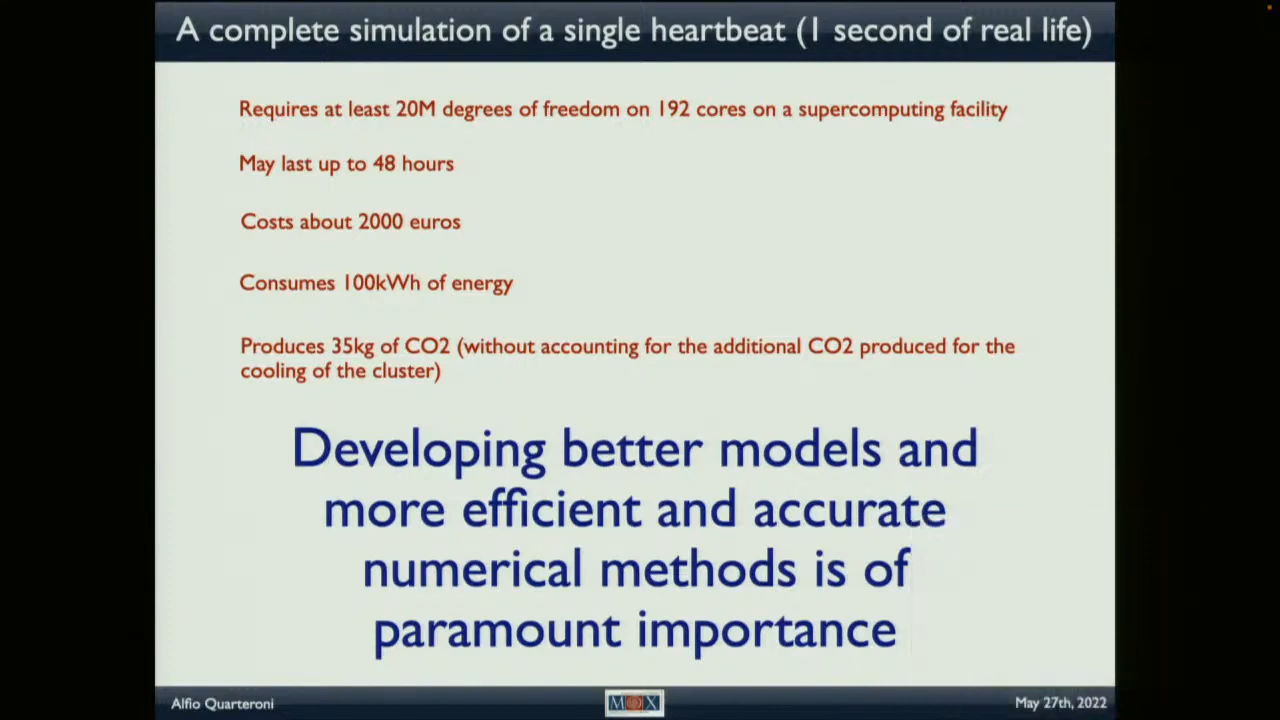 A complete simulation of a single heartbeat (1 second of real life)
Requires at least 20M degrees of freedom on 192 cores on a supercomputing facility
May last up to 48 hours
Costs about 2000 euros
Consumes 100kWh of energy
Produces 35kg of CO2 (without accounting for the additional CO2 produced for the
cooling of the cluster)
Developing better models and
more efficient and accurate
numerical methods is of
paramount importance
Alfio Quarteroni
MOX
May 27th, 2022